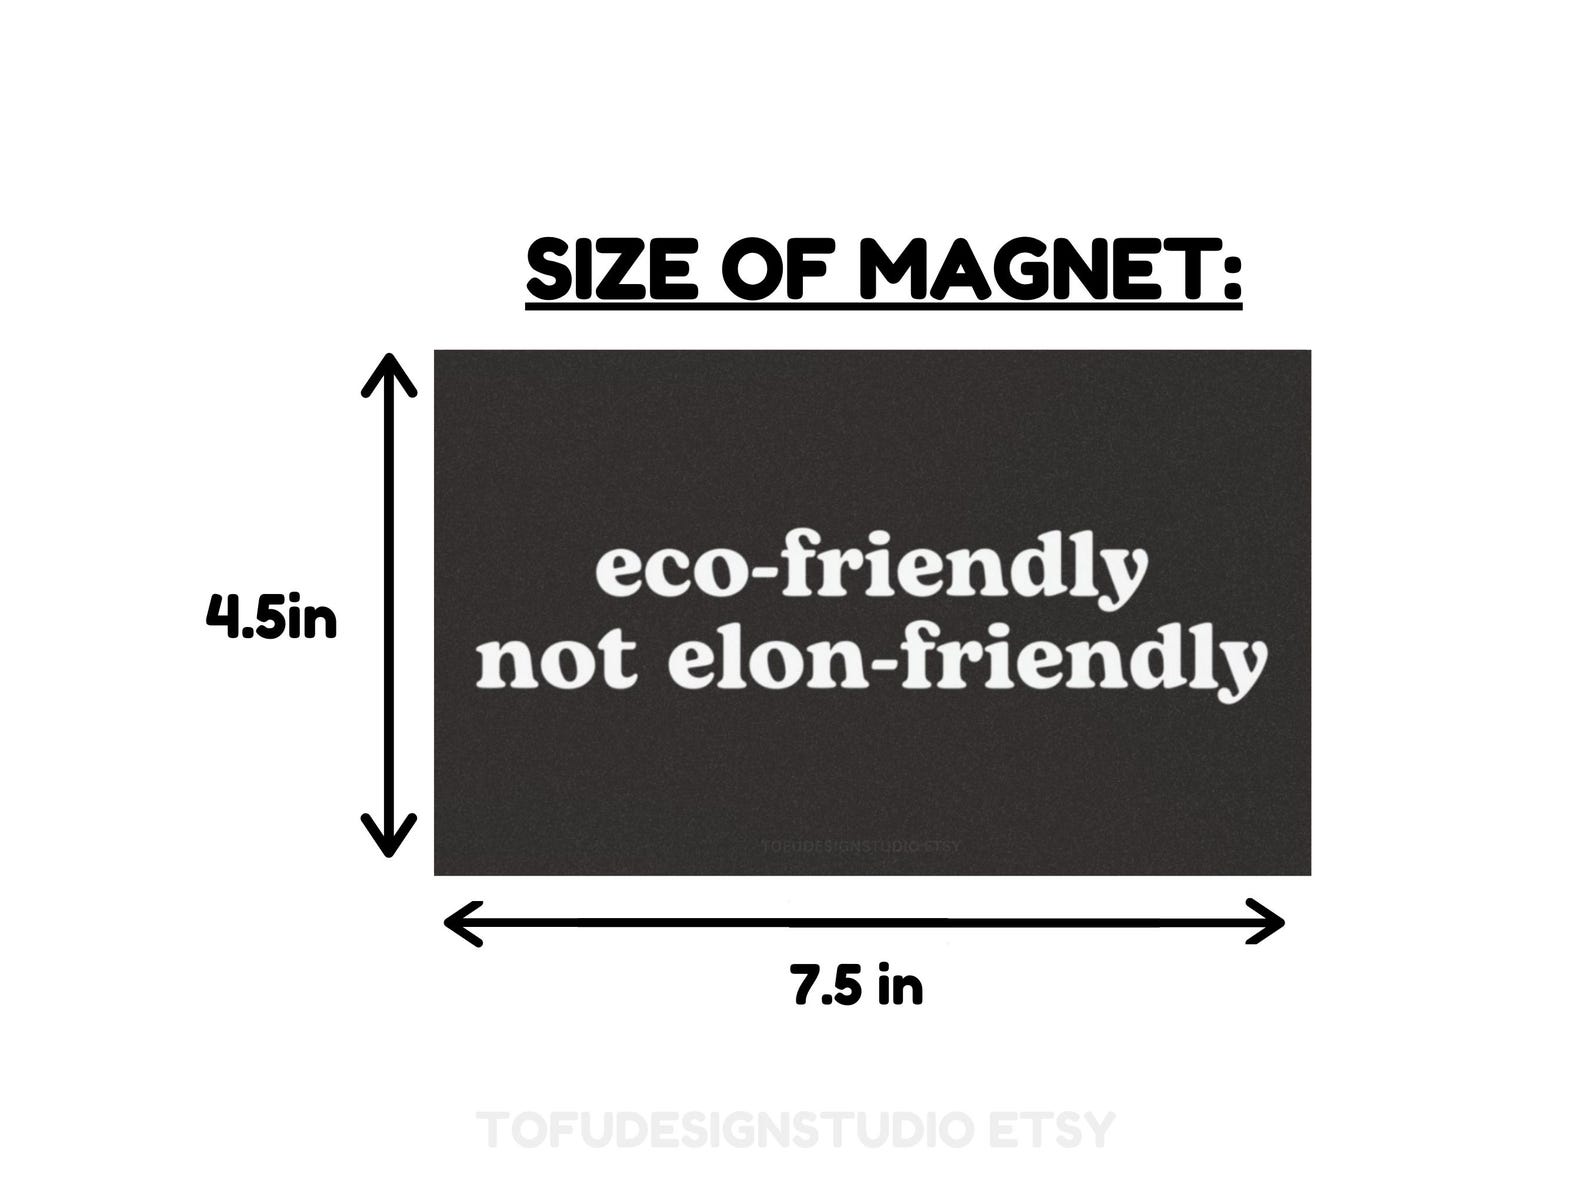 SIZE OF MAGNET:
4.5in
eco-friendly
not elon-friendly
TOFUDESIGNSTUDIO ETSY
7.5 in
TOFUDESIGNSTUDIO ETSY